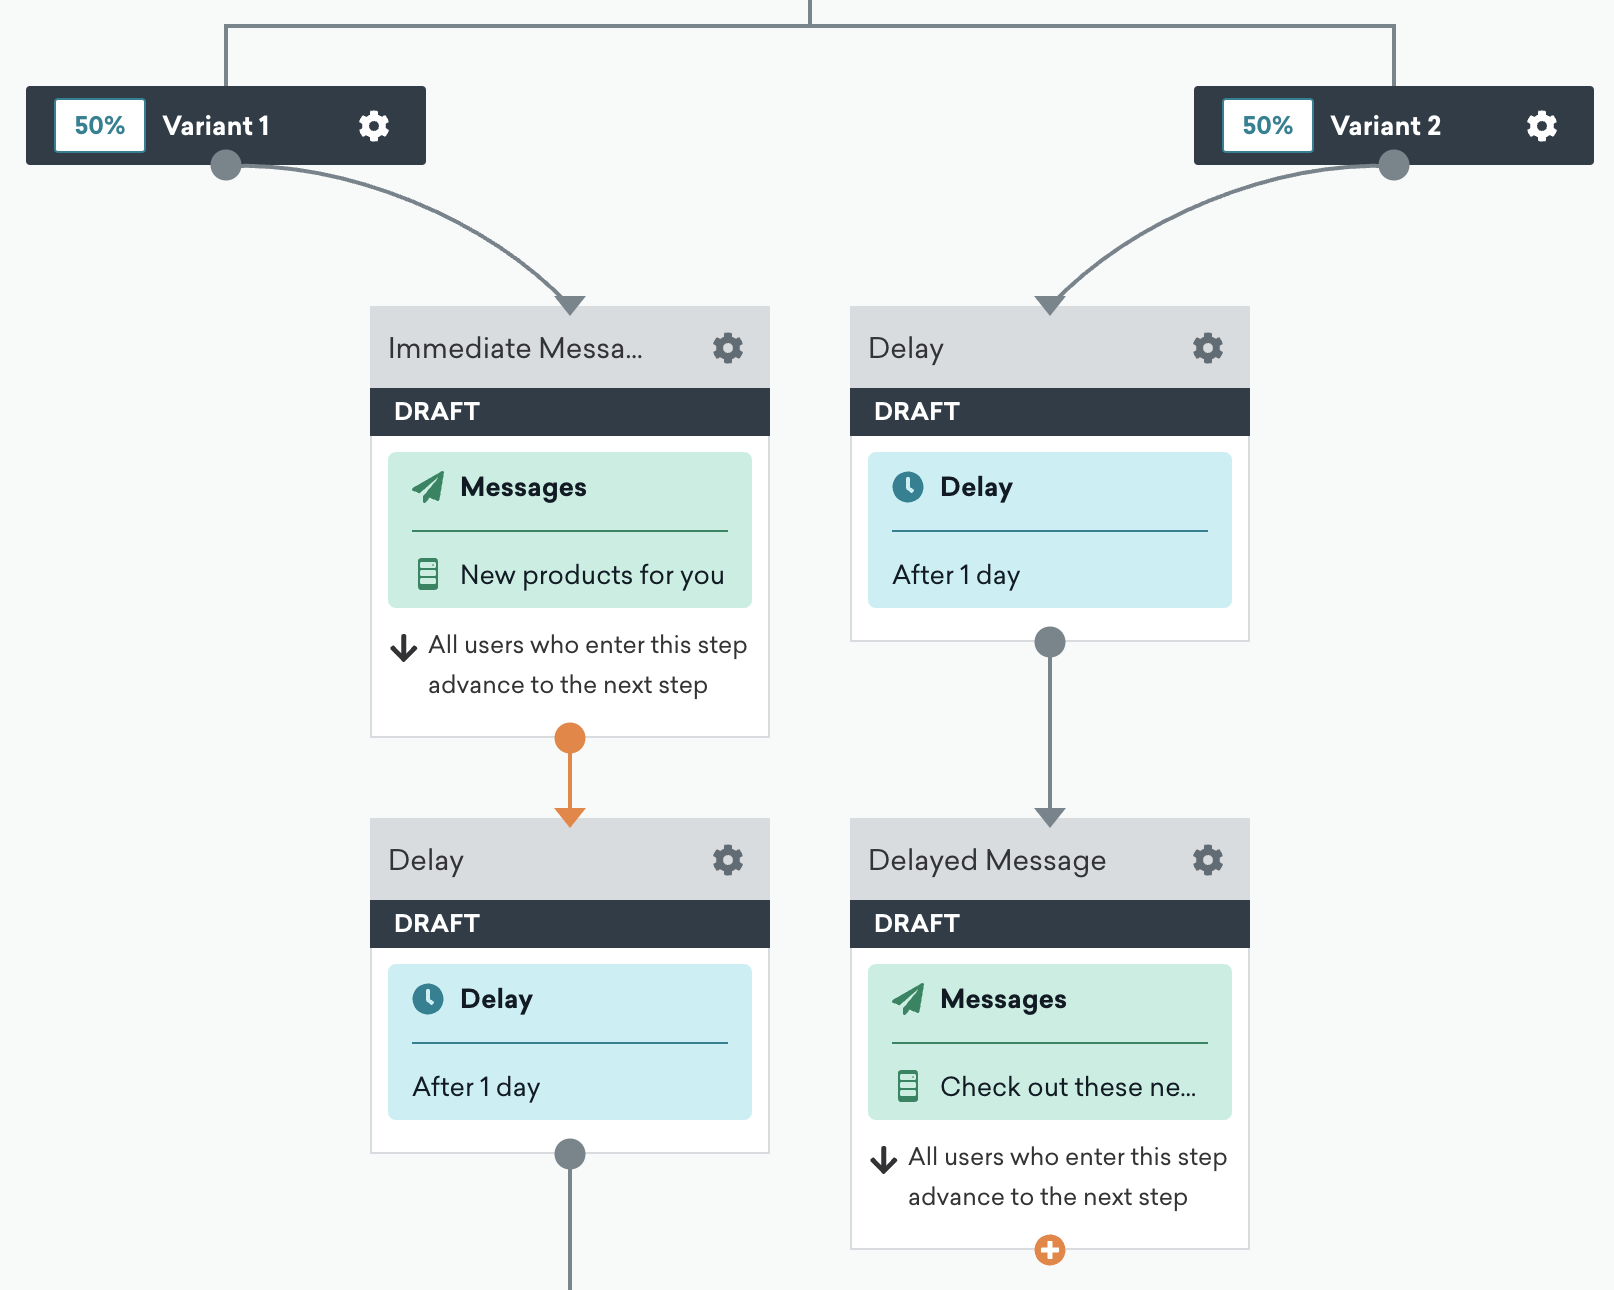 50% Variant 1
50% Variant 2
Immediate Messa...
DRAFT
Messages
New products for you
All users who enter this step
advance to the next step
Delay
DRAFT
Delay
After 1 day
Delay
DRAFT
Delay
After 1 day
Delayed Message
DRAFT
Messages
Check out these ne...
All users who enter this step
advance to the next step